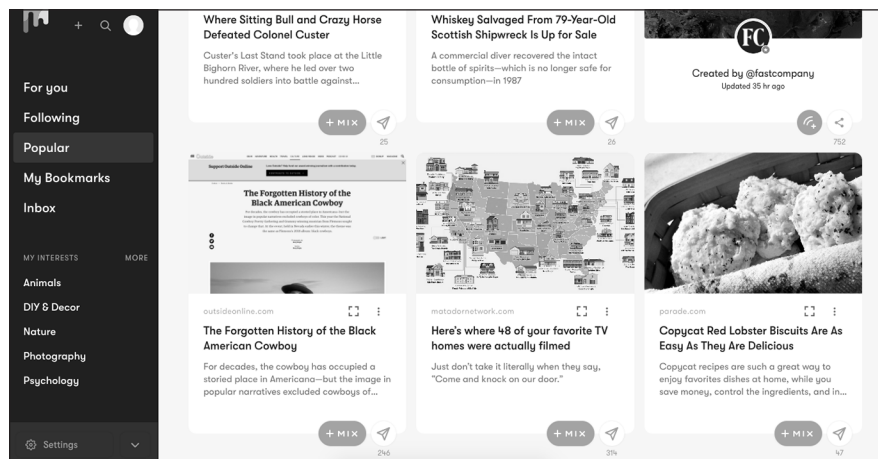 For you
Following
Popular
My Bookmarks
Inbox
MY INTERESTS
MORE
Animals
DIY & Decor
Nature
Photography
Psychology
Settings
Where Sitting Bull and Crazy Horse
Defeated Colonel Custer
Custer's Last Stand took place at the Little
Bighorn River, where he led over two
hundred soldiers into battle against...
+ MIX
25
Whiskey Salvaged From 79-Year-Old
Scottish Shipwreck Is Up for Sale
A commercial diver recovered the intact
bottle of spirits—which is no longer safe for
consumption—in 1987
+ MIX
26
FC
Created by @fastcompany
Updated 35 hr ago
752
Support Outside Online
The Forgotten History of the
Black American Cowboy
outsideonline.com
The Forgotten History of the Black
American Cowboy
For decades, the cowboy has occupied a
storied place in Americana—but the image in
popular narratives excluded cowboys of...
+ MIX
246
matadornetwork.com
Here's where 48 of your favorite TV
homes were actually filmed
Just don't take it literally when they say,
"Come and knock on our door."
+ MIX
314
parade.com
Copycat Red Lobster Biscuits Are As
Easy As They Are Delicious
Copycat recipes are such a great way to
enjoy favorites dishes at home, while you
save money, control the ingredients, and in...
+ MIX
47